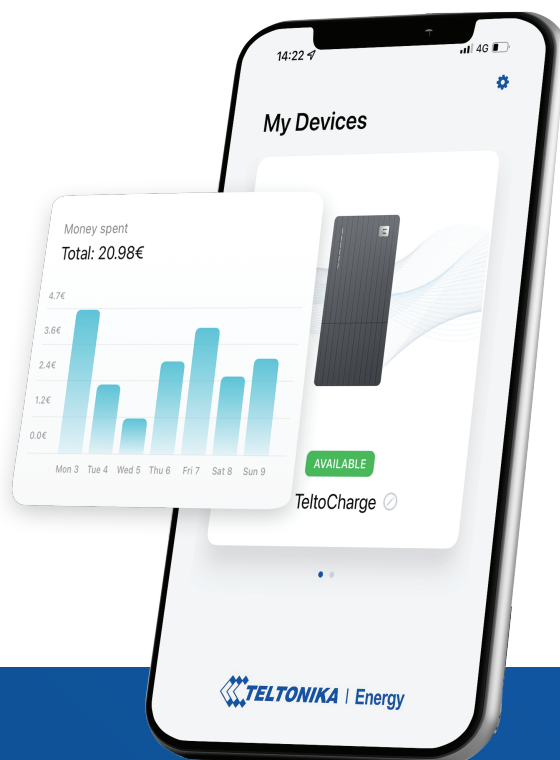 14:22
4G
My Devices
Money spent
Total: 20.98€
4.7€
3.6€
2.4€
1.2€
0.0€
Mon 3 Tue 4 Wed 5 Thu 6 Fri 7 Sat 8 Sun 9
AVAILABLE
TeltoCharge
TELTONIKA | Energy